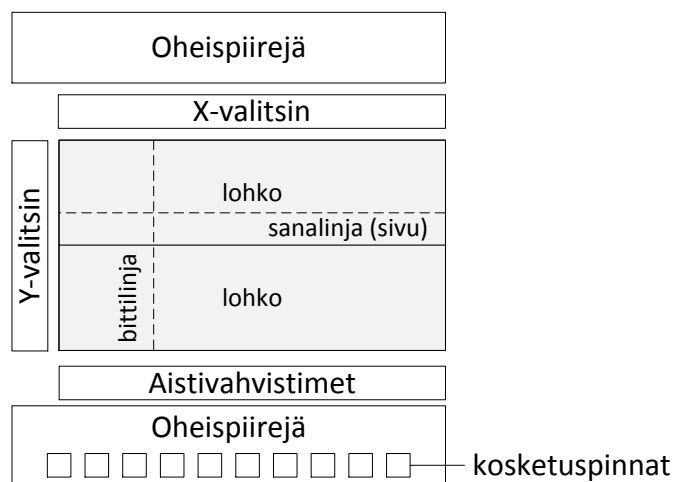 Oheispiirejä
X-valitsin
Y-valitsin
lohko
sanalinja (sivu)
bittilinja
lohko
Aistivahvistimet
Oheispiirejä
kosketuspinnat